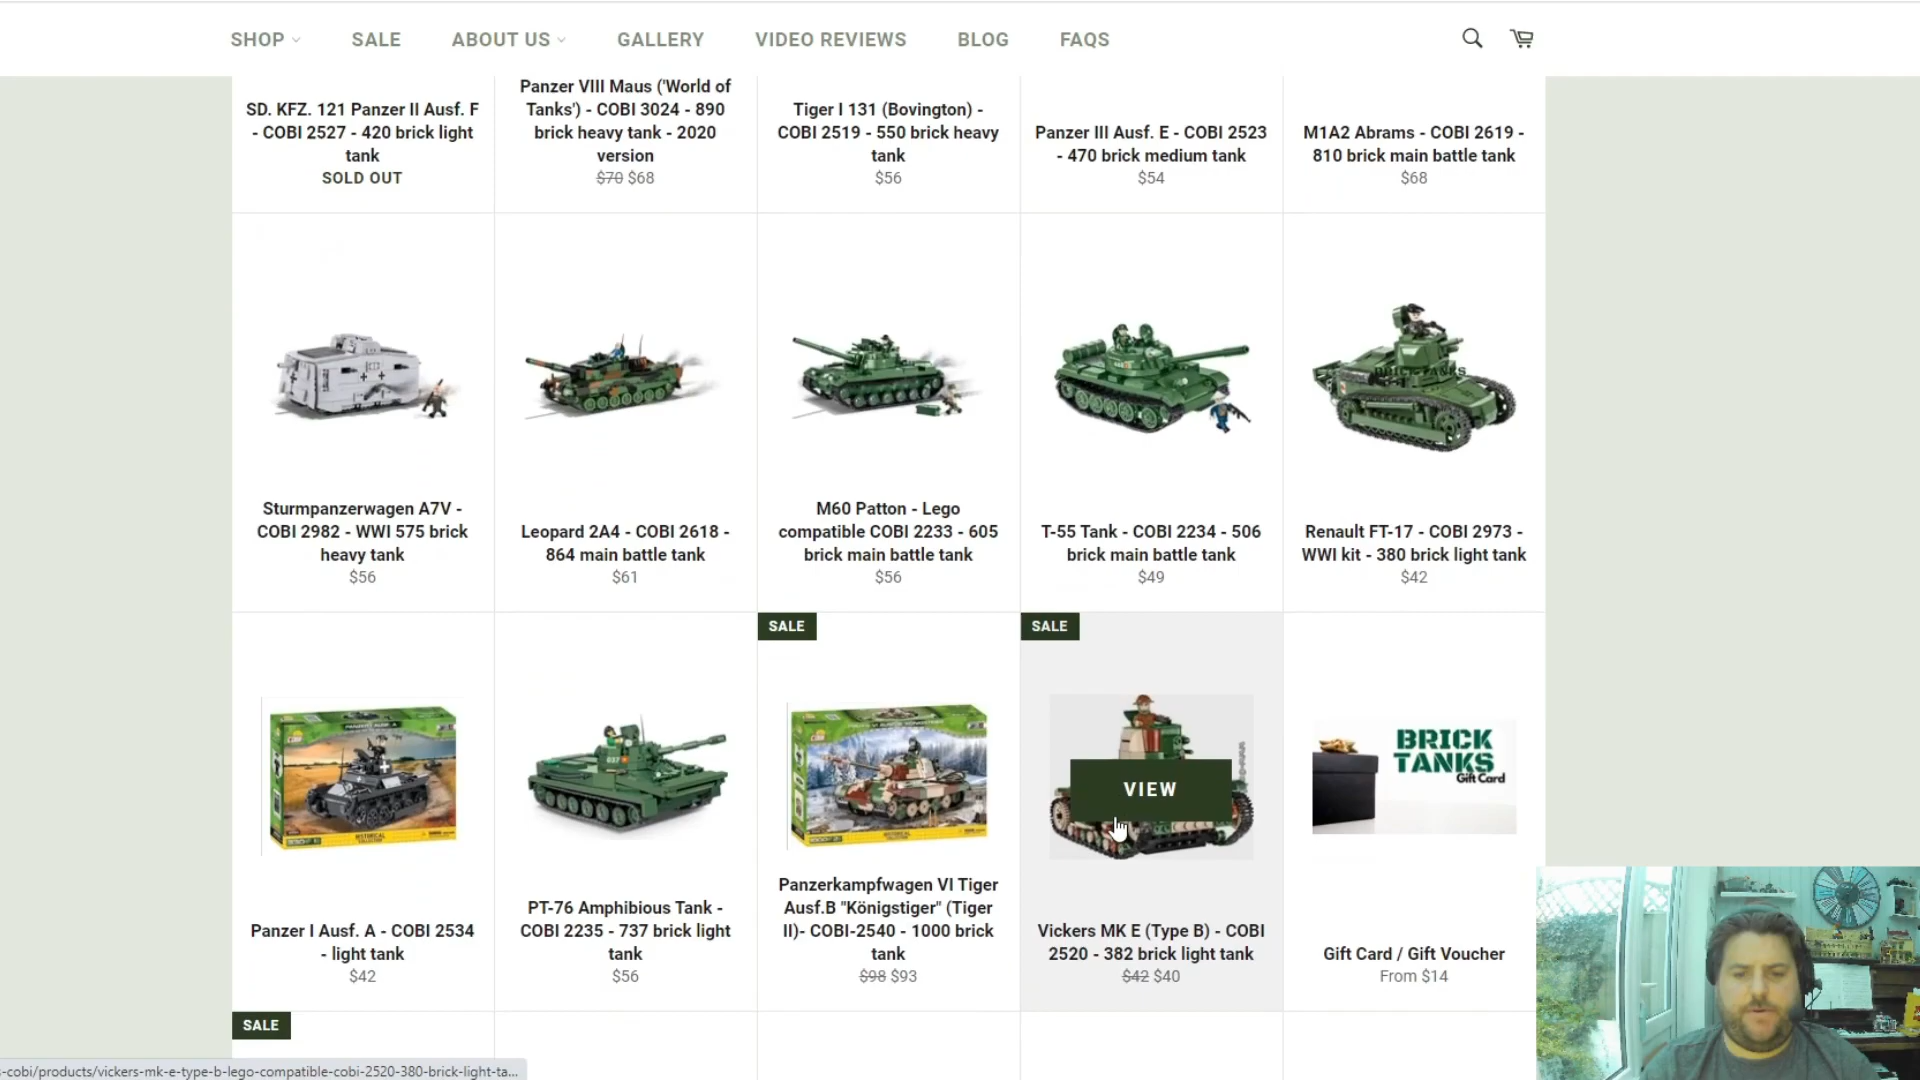 SHOP SALE ABOUT US GALLERY VIDEO REVIEWS BLOG FAQS
SD. KFZ. 121 Panzer II Ausf. F
- COBI 2527 - 420 brick light
tank
SOLD OUT
Panzer VIII Maus ('World of
Tanks') - COBI 3024 - 890
brick heavy tank - 2020
version
$70 $68
Tiger I 131 (Bovington) -
COBI 2519 - 550 brick heavy
tank
$56
Panzer III Ausf. E - COBI 2523
- 470 brick medium tank
$54
M1A2 Abrams - COBI 2619 -
810 brick main battle tank
$68
Sturmpanzerwagen A7V -
COBI 2982 - WWI 575 brick
heavy tank
$56
Leopard 2A4 - COBI 2618 -
864 main battle tank
$61
M60 Patton - Lego
compatible COBI 2233 - 605
brick main battle tank
$56
T-55 Tank - COBI 2234 - 506
brick main battle tank
$49
BRICK TANKS
Renault FT-17 - COBI 2973 -
WWI kit - 380 brick light tank
$42
Panzer I Ausf. A - COBI 2534
- light tank
$42
PT-76 Amphibious Tank -
COBI 2235 - 737 brick light
tank
$56
SALE
Panzerkampfwagen VI Tiger
Ausf.B "Königstiger" (Tiger
II)- COBI-2540 - 1000 brick
tank
$98 $93
SALE
VIEW
Vickers MK E (Type B) - COBI
2520 - 382 brick light tank
$42 $40
BRICK
TANKS
Gift Card
Gift Card / Gift Voucher
From $14
SALE
s-cobi/products/vickers-mk-e-type-b-lego-compatible-cobi-2520-380-brick-light-ta...